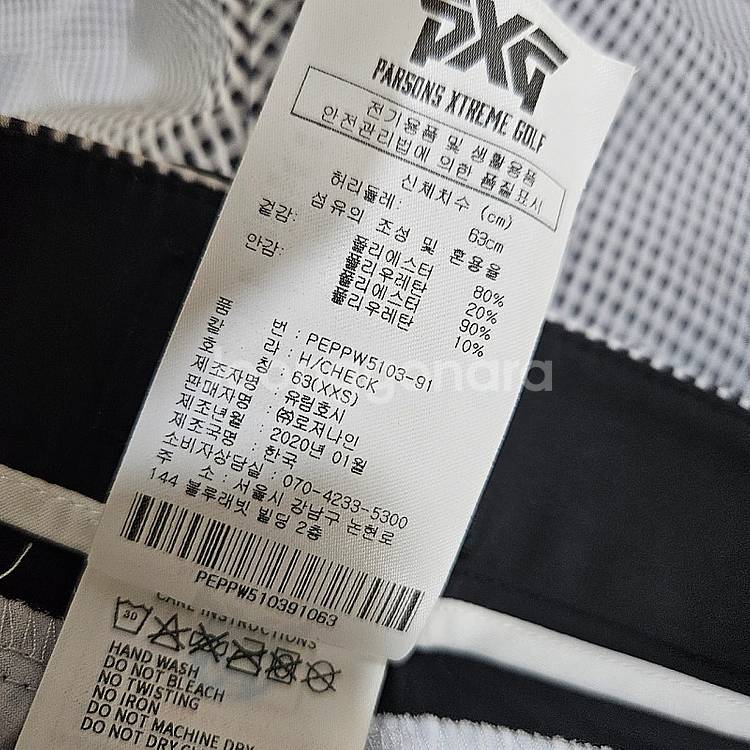 PXG
PARSONS XTREME GOLF
전기용품 및 생활용품
안전관리법에 의한 품질표시
신체치수 (cm)
허리둘레: 63cm
섬유의 조성 및 혼용율
겉감: 폴리에스터 80%
폴리우레탄 20%
안감: 폴리에스터 90%
폴리우레탄 10%
품 번 : PEPPW5103-91
칼 라 : H/CHECK
호 칭 : 63(XXS)
제조자명 : 유림호시
판매자명 : ㈜로저나인
제조년월 : 2020년 01월
제조국명 : 한국
소비자상담실 : 070-4233-5300
주 소 : 서울시 강남구 논현로
144 블루래빗 빌딩 2층
PEPPW510391063
CARE INSTRUCTIONS
30
HAND WASH
DO NOT BLEACH
NO TWISTING
NO IRON
DO NOT MACHINE DRY
DO NOT DRY